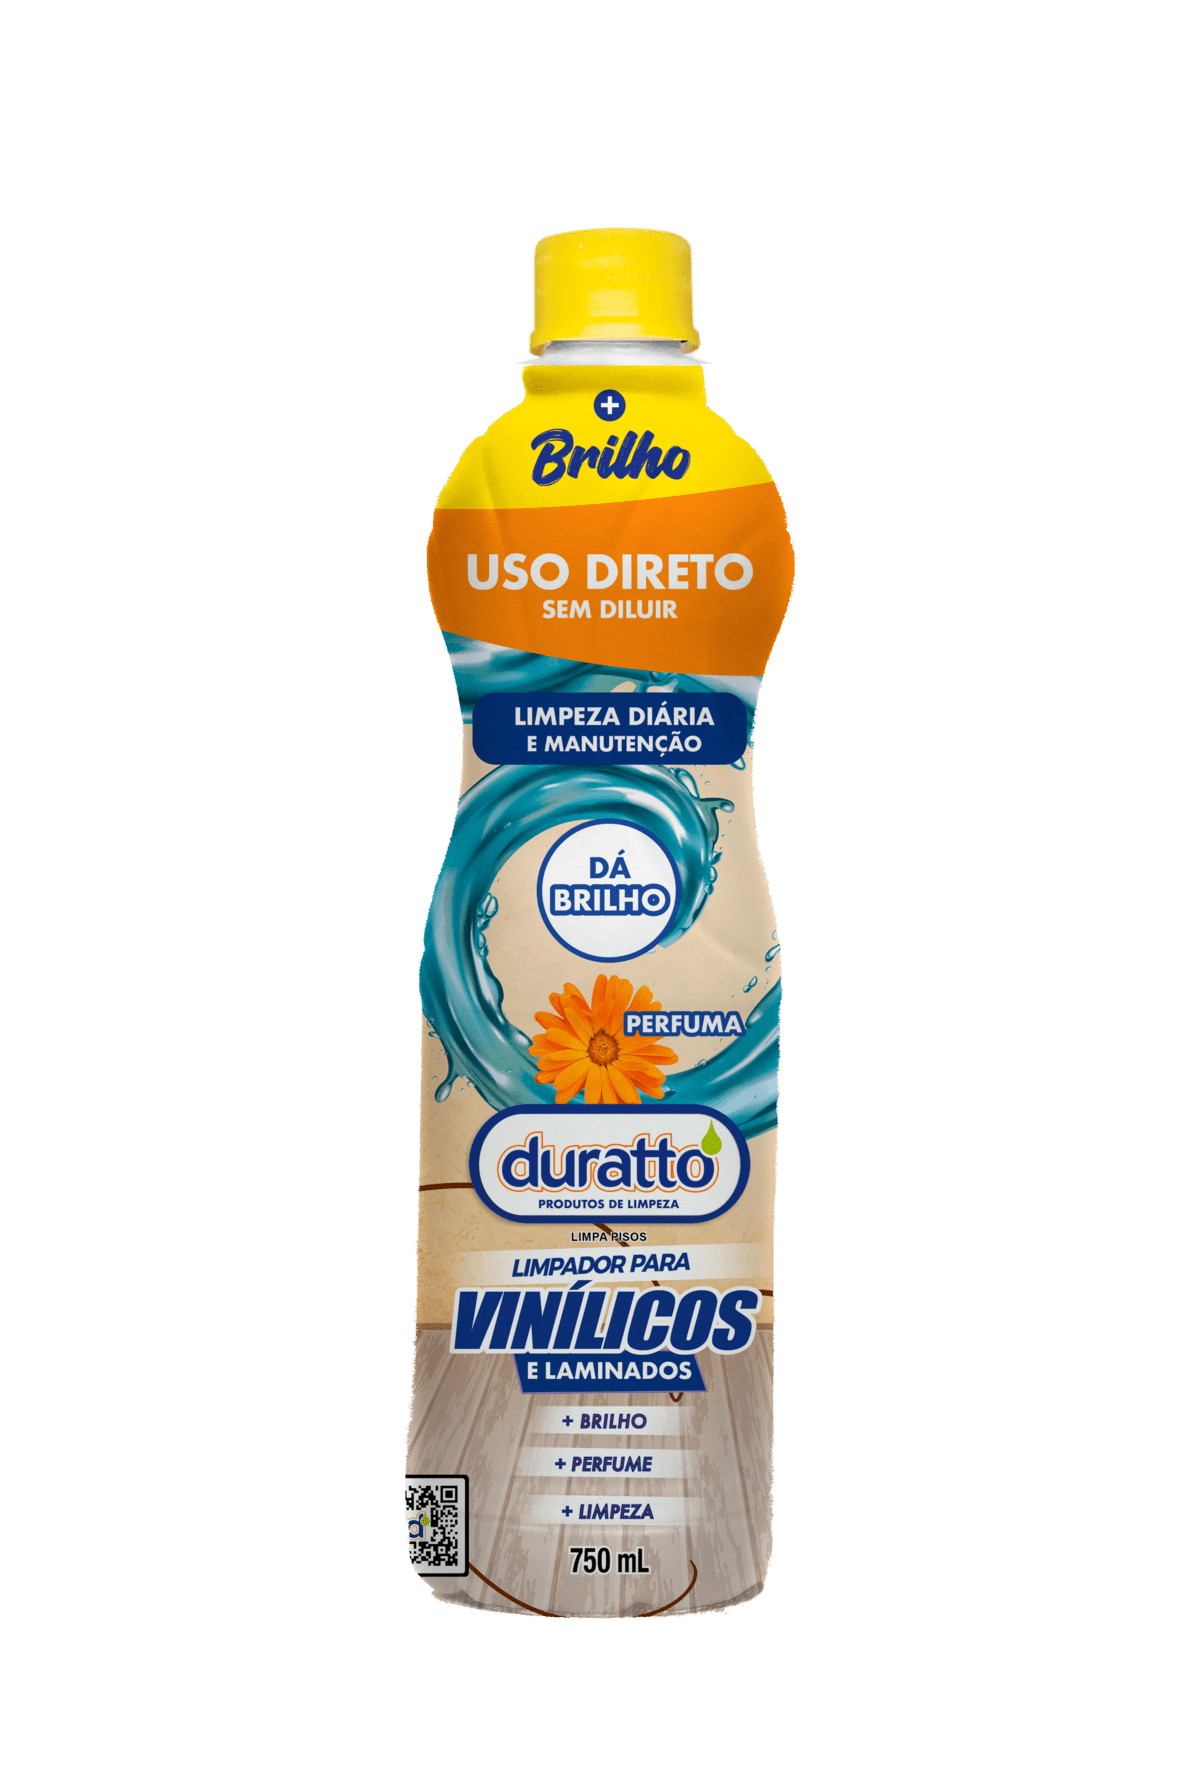 +
Brilho
USO DIRETO
SEM DILUIR
LIMPEZA DIÁRIA
E MANUTENÇÃO
DÁ
BRILHO
PERFUMA
duratto
PRODUTOS DE LIMPEZA
LIMPA PISOS
LIMPADOR PARA
VINÍLICOS
E LAMINADOS
+ BRILHO
+ PERFUME
+ LIMPEZA
750 mL